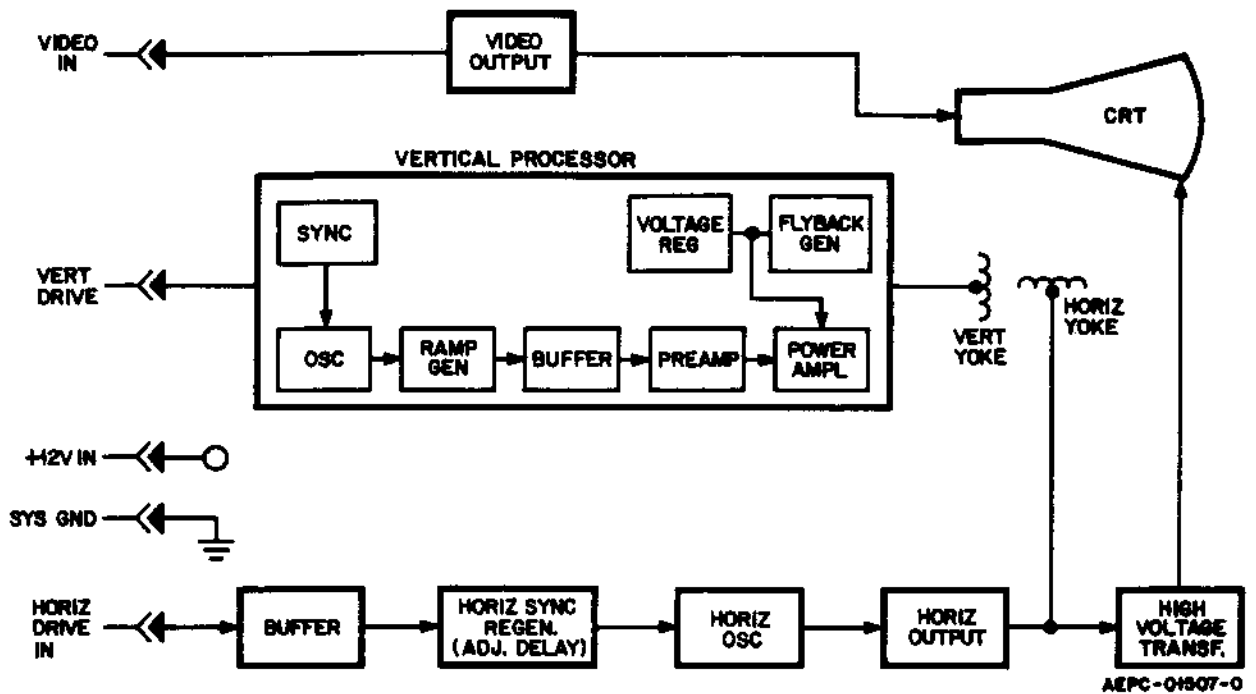 VIDEO
IN
VIDEO
OUTPUT
CRT
VERTICAL PROCESSOR
SYNC
VOLTAGE
REG
FLYBACK
GEN
VERT
DRIVE
OSC
RAMP
GEN
BUFFER
PREAMP
POWER
AMPL
VERT
YOKE
HORIZ
YOKE
+12V IN
SYS GND
HORIZ
DRIVE
IN
BUFFER
HORIZ SYNC
REGEN.
(ADJ. DELAY)
HORIZ
OSC
HORIZ
OUTPUT
HIGH
VOLTAGE
TRANSF.
AEPC-01507-0